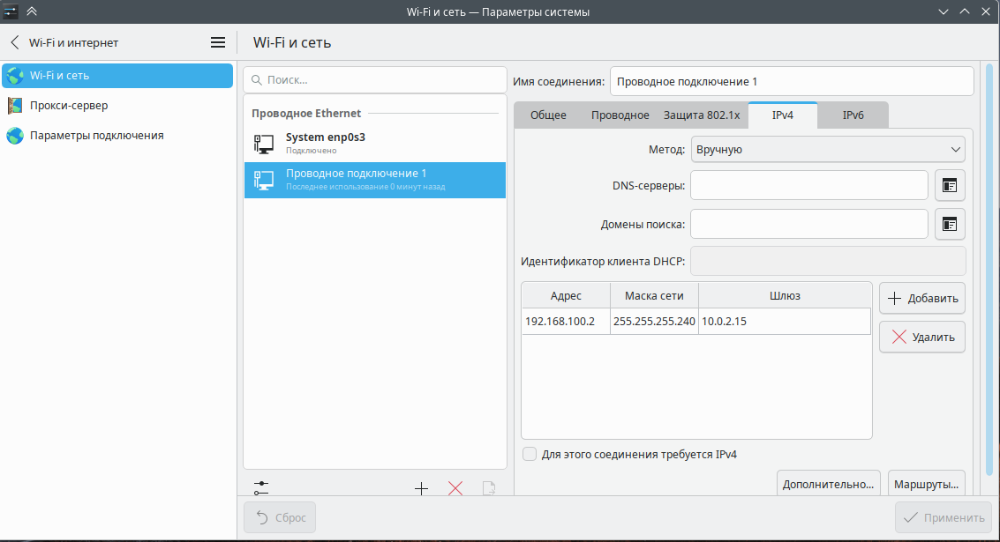 Wi-Fi и сеть — Параметры системы
Wi-Fi и интернет
Wi-Fi и сеть
Wi-Fi и сеть
Прокси-сервер
Параметры подключения
Поиск...
Проводное Ethernet
System enp0s3
Подключено
Проводное подключение 1
Последнее использование 0 минут назад
Имя соединения: Проводное подключение 1
Общее Проводное Защита 802.1x IPv4 IPv6
Метод: Вручную
DNS-серверы:
Домены поиска:
Идентификатор клиента DHCP:
Адрес Маска сети Шлюз
192.168.100.2 255.255.255.240 10.0.2.15
Добавить
Удалить
Для этого соединения требуется IPv4
Дополнительно... Маршруты...
Сброс Применить